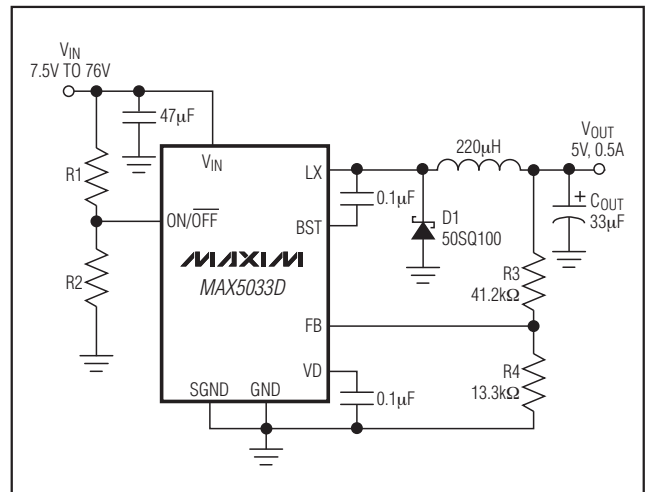 VIN
7.5V TO 76V
47μF
R1
R2
VIN
ON/OFF
MAXIM
MAX5033D
SGND
GND
LX
BST
FB
VD
0.1μF
0.1μF
D1
50SQ100
220μH
VOUT
5V, 0.5A
+
COUT
33μF
R3
41.2kΩ
R4
13.3kΩ